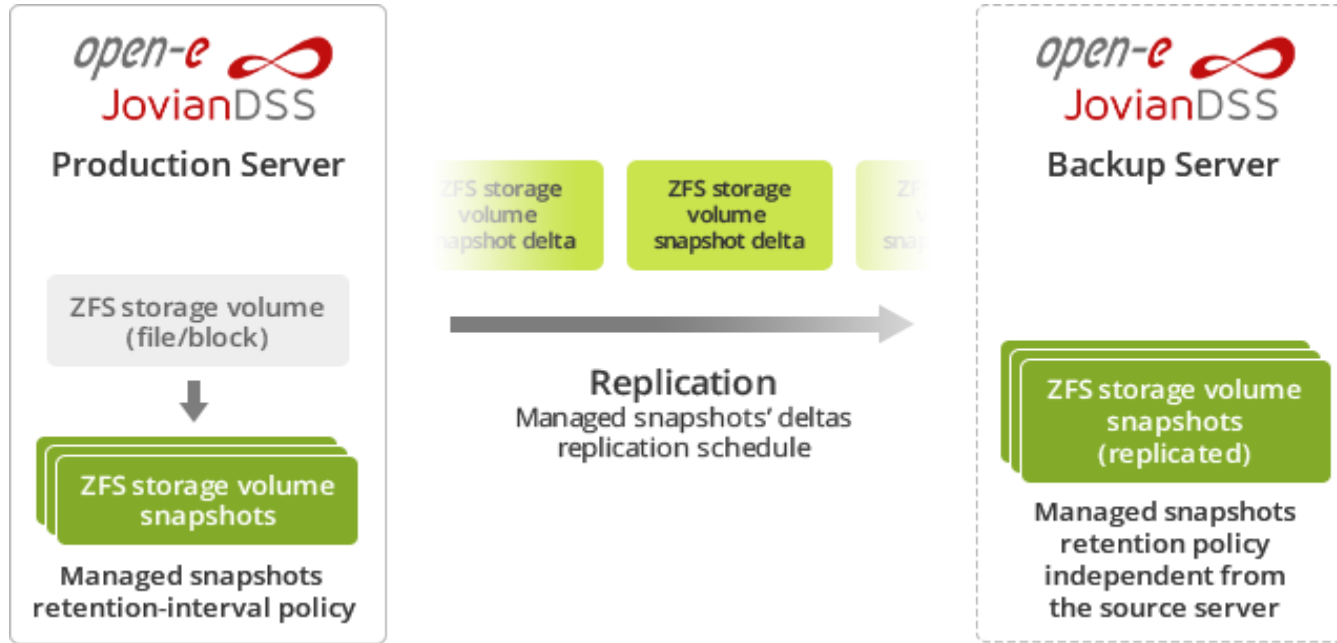 open-e
JovianDSS
Production Server
ZFS storage volume
(file/block)
ZFS storage volume
snapshots
Managed snapshots
retention-interval policy
ZFS storage
volume
snapshot delta
ZFS storage
volume
snapshot delta
Replication
Managed snapshots’ deltas
replication schedule
open-e
JovianDSS
Backup Server
ZFS storage volume
snapshots
(replicated)
Managed snapshots
retention policy
independent from
the source server